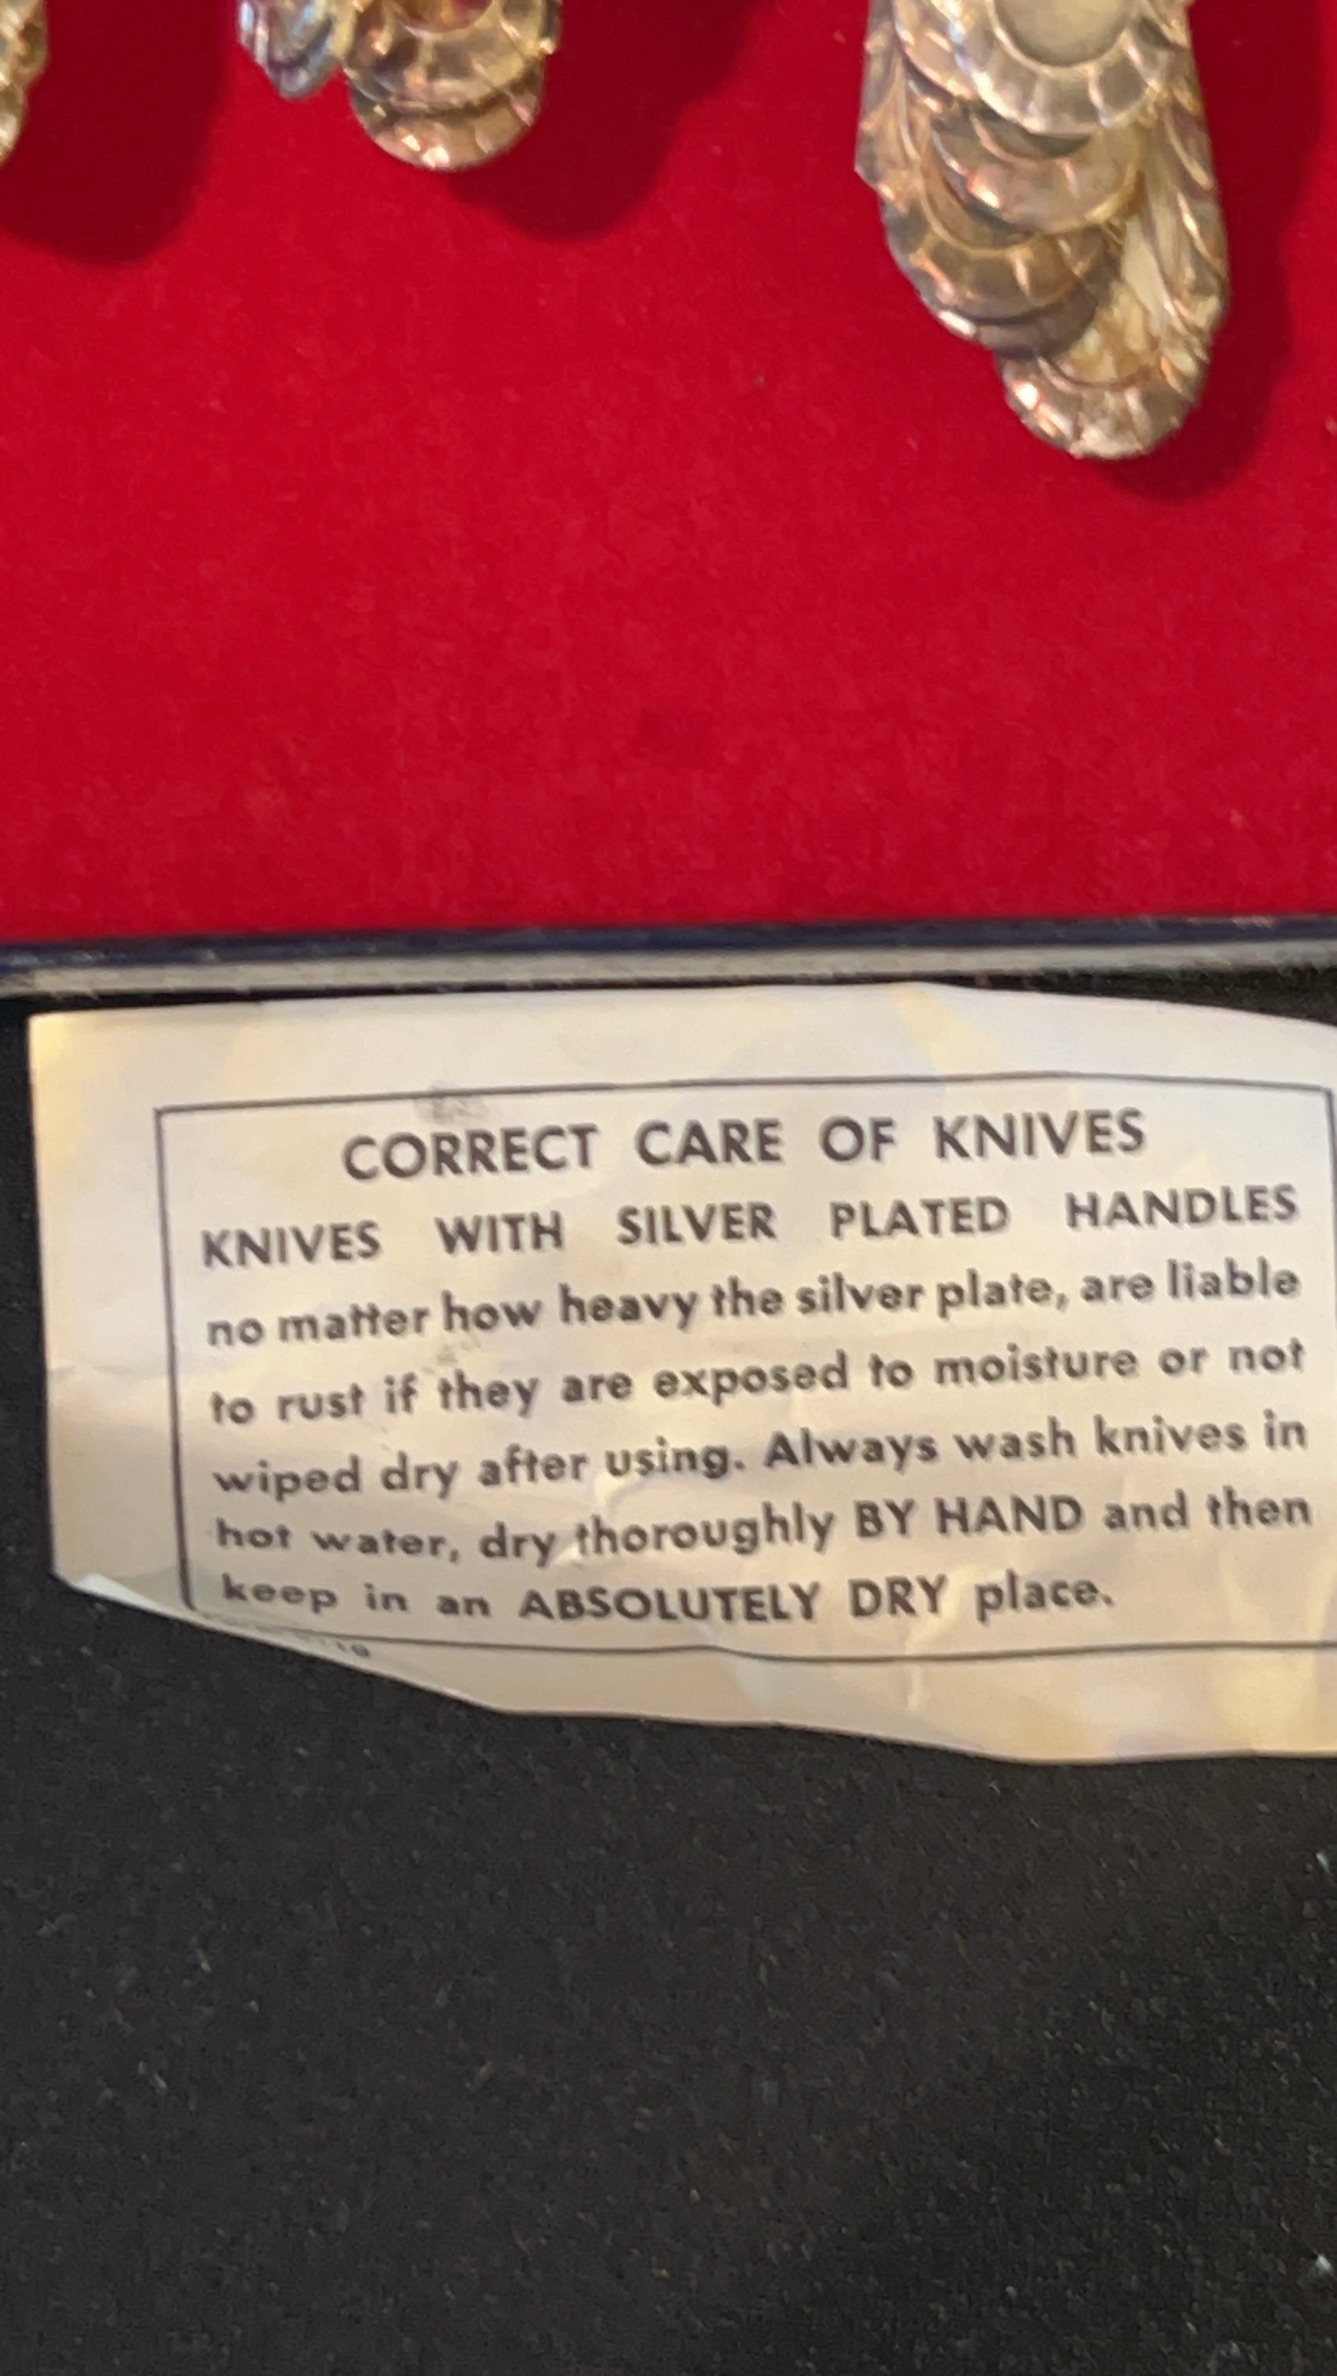 CORRECT CARE OF KNIVES
KNIVES WITH SILVER PLATED HANDLES
no matter how heavy the silver plate, are liable
to rust if they are exposed to moisture or not
wiped dry after using. Always wash knives in
hot water, dry thoroughly BY HAND and then
keep in an ABSOLUTELY DRY place.